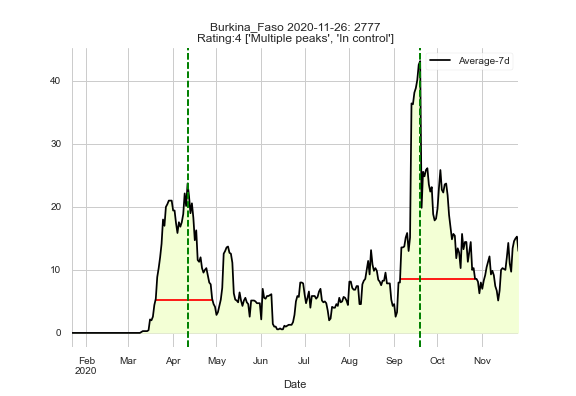 Burkina_Faso 2020-11-26: 2777
Rating:4 ['Multiple peaks', 'In control']
Average-7d
40
30
20
10
0
Feb Mar Apr May Jun Jul Aug Sep Oct Nov
2020
Date